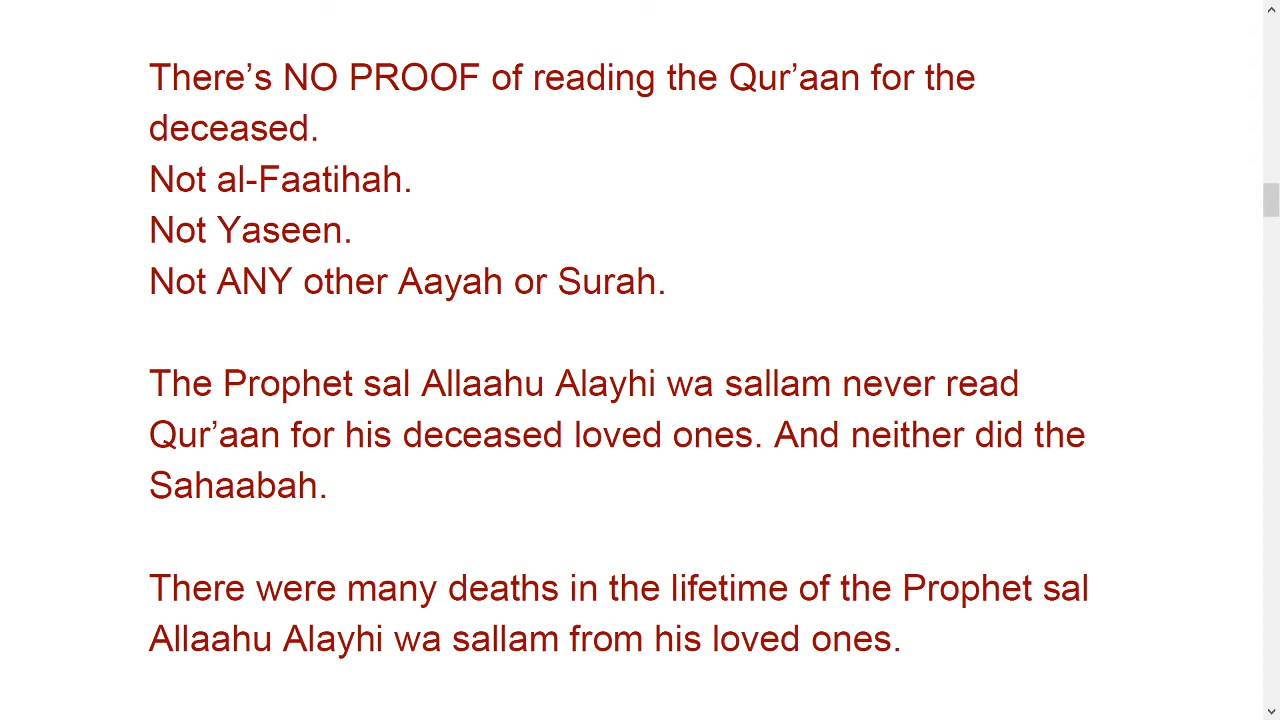 There’s NO PROOF of reading the Qur’aan for the
deceased.
Not al-Faatihah.
Not Yaseen.
Not ANY other Aayah or Surah.
The Prophet sal Allaahu Alayhi wa sallam never read
Qur’aan for his deceased loved ones. And neither did the
Sahaabah.
There were many deaths in the lifetime of the Prophet sal
Allaahu Alayhi wa sallam from his loved ones.